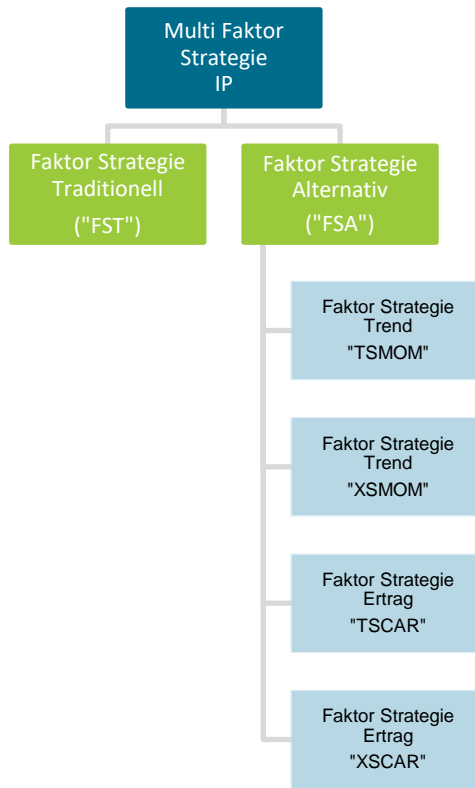 Multi Faktor
Strategie
IP
Faktor Strategie
Traditionell
("FST")
Faktor Strategie
Alternativ
("FSA")
Faktor Strategie
Trend
"TSMOM"
Faktor Strategie
Trend
"XSMOM"
Faktor Strategie
Ertrag
"TSCAR"
Faktor Strategie
Ertrag
"XSCAR"